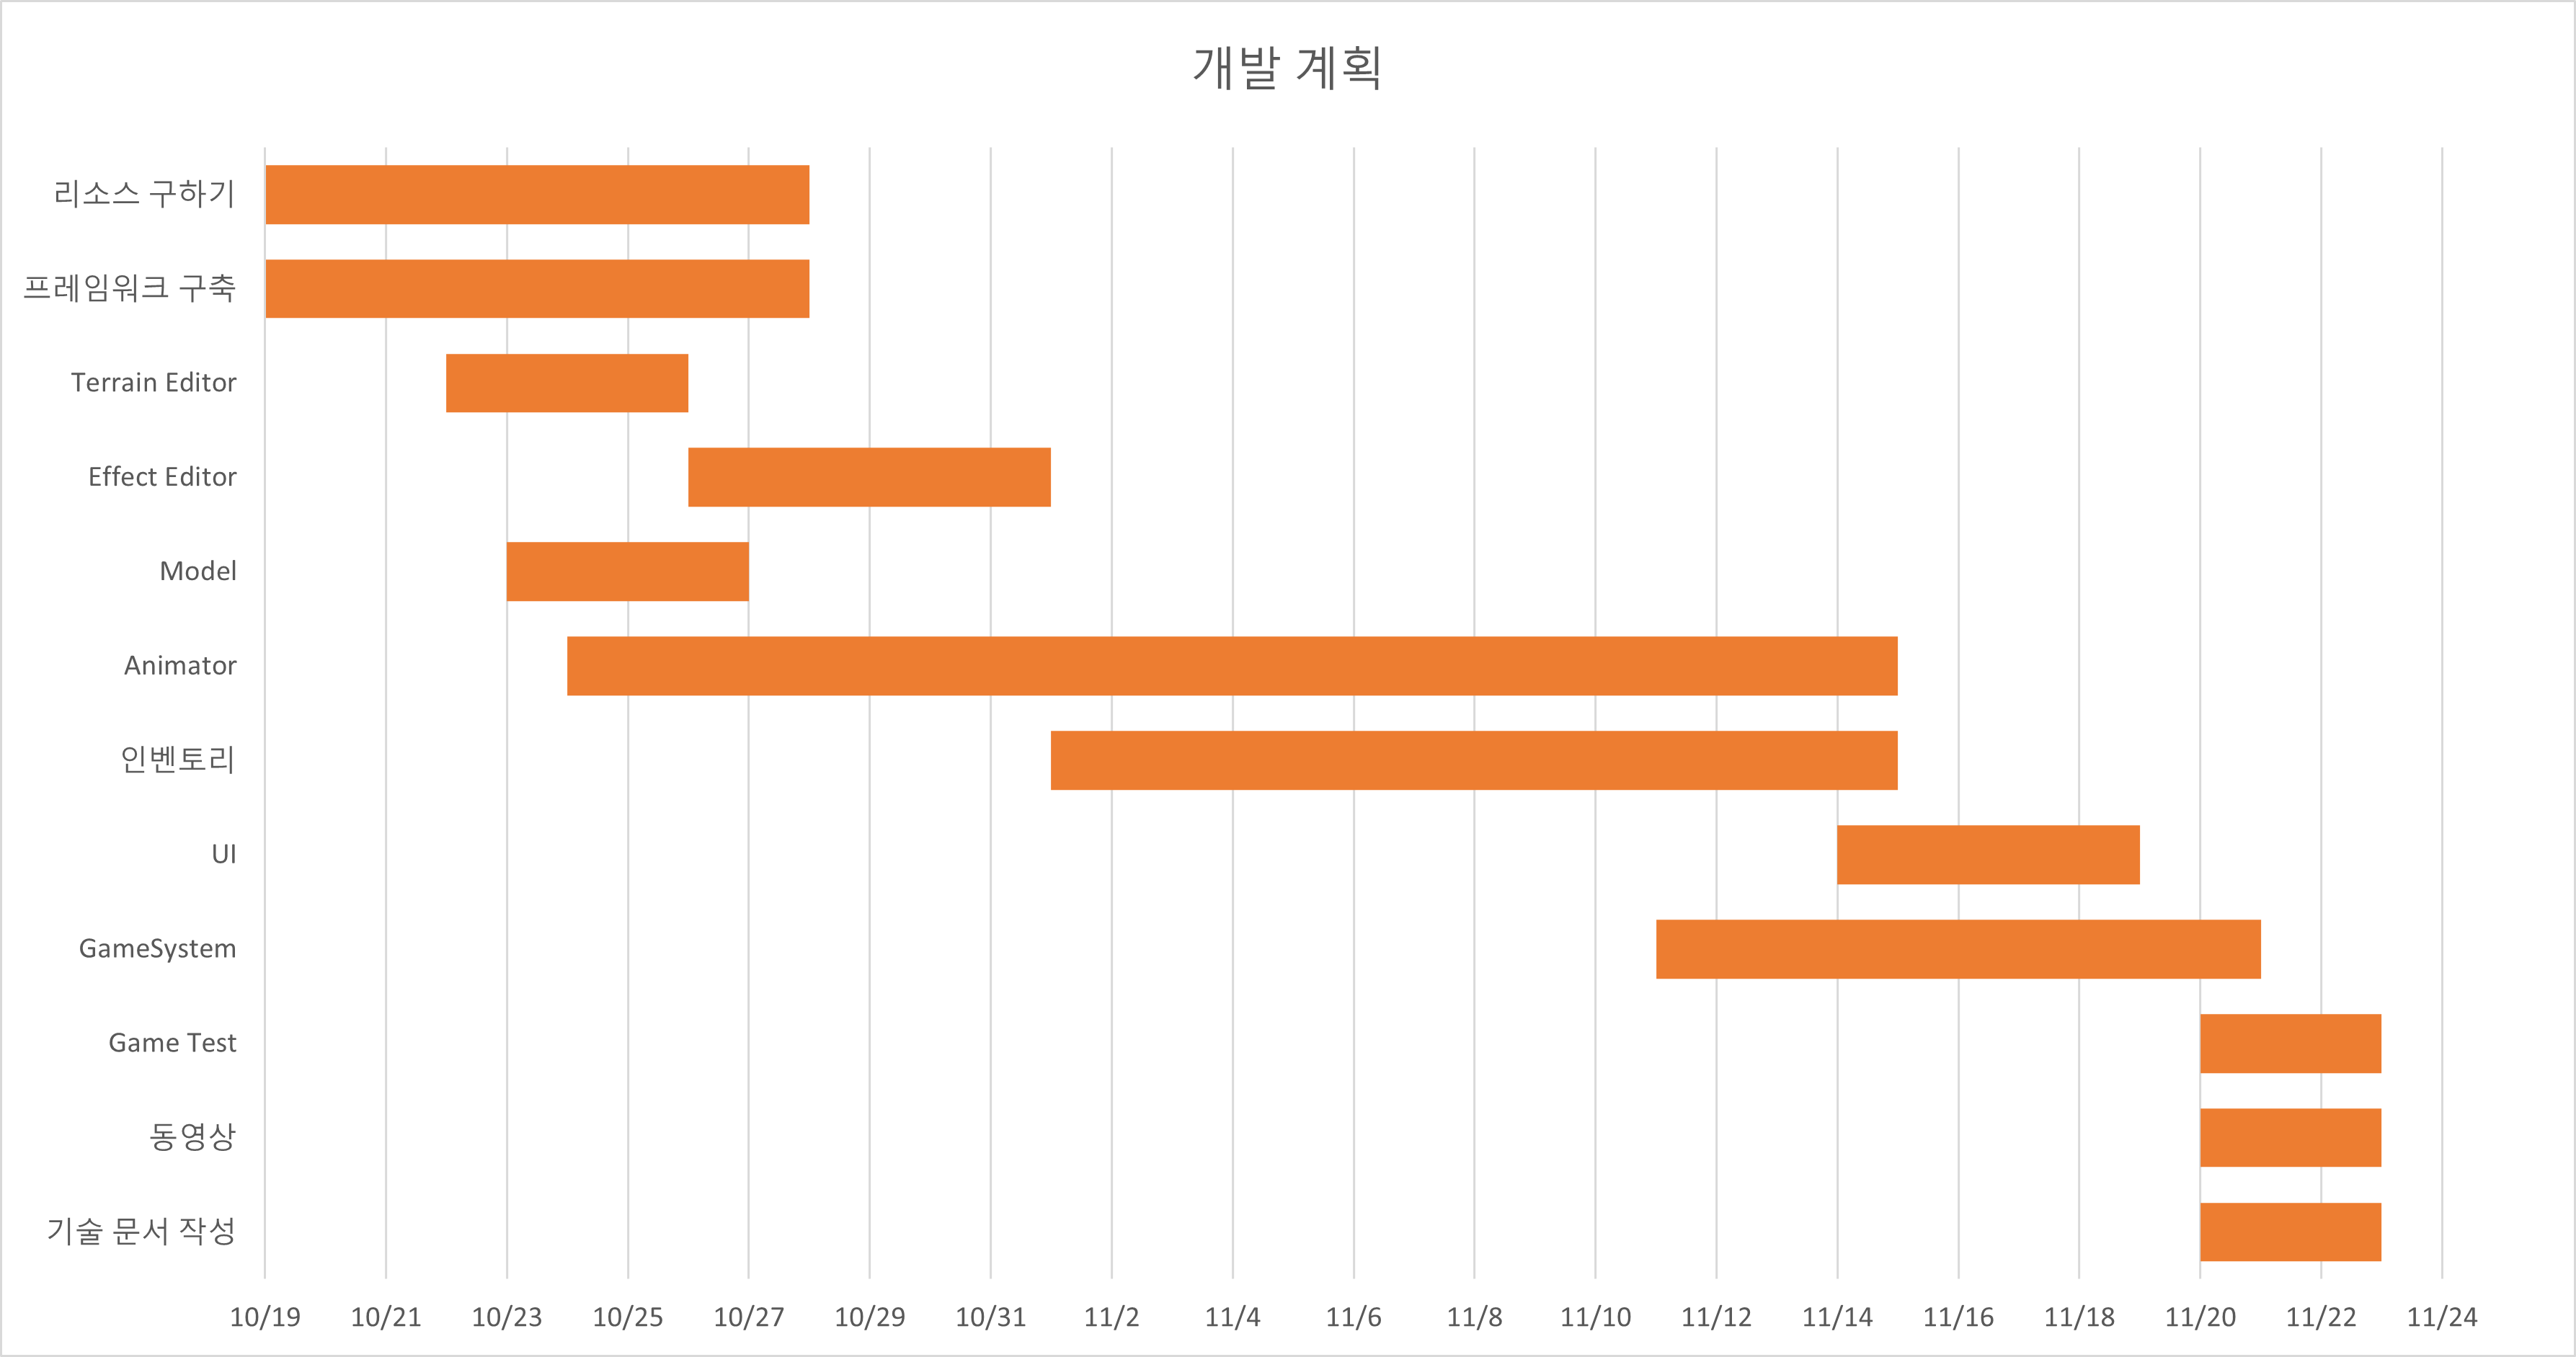 개발 계획
리소스 구하기
프레임워크 구축
Terrain Editor
Effect Editor
Model
Animator
인벤토리
UI
GameSystem
Game Test
동영상
기술 문서 작성
10/19 10/21 10/23 10/25 10/27 10/29 10/31 11/2 11/4 11/6 11/8 11/10 11/12 11/14 11/16 11/18 11/20 11/22 11/24